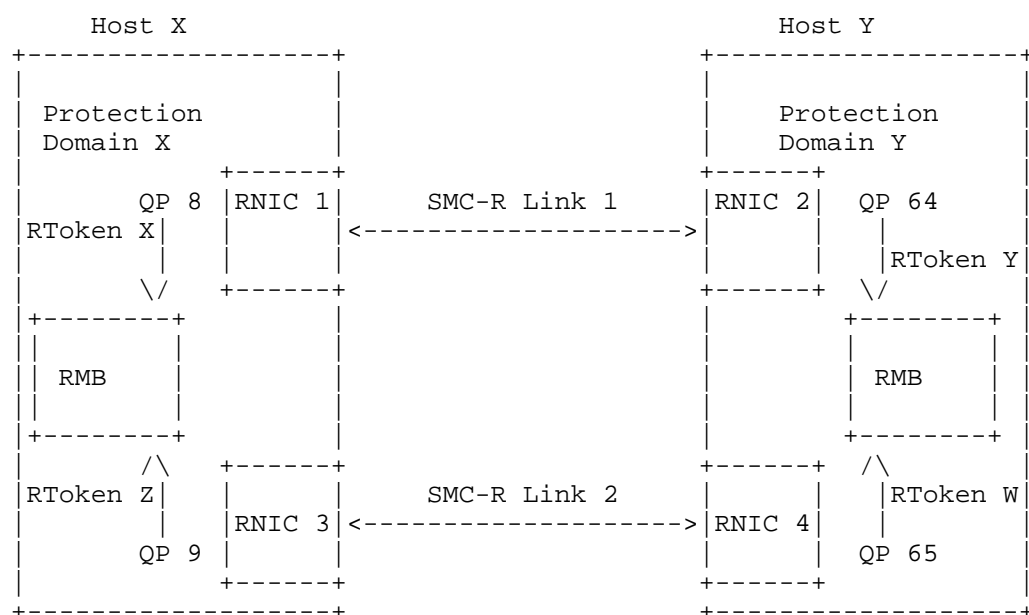 Host X Host Y
Protection Protection
Domain X Domain Y
QP 8 RNIC 1 SMC-R Link 1 RNIC 2 QP 64
RToken X
RToken Y
RMB RMB
RToken Z SMC-R Link 2 RToken W
RNIC 3 RNIC 4
QP 9 QP 65